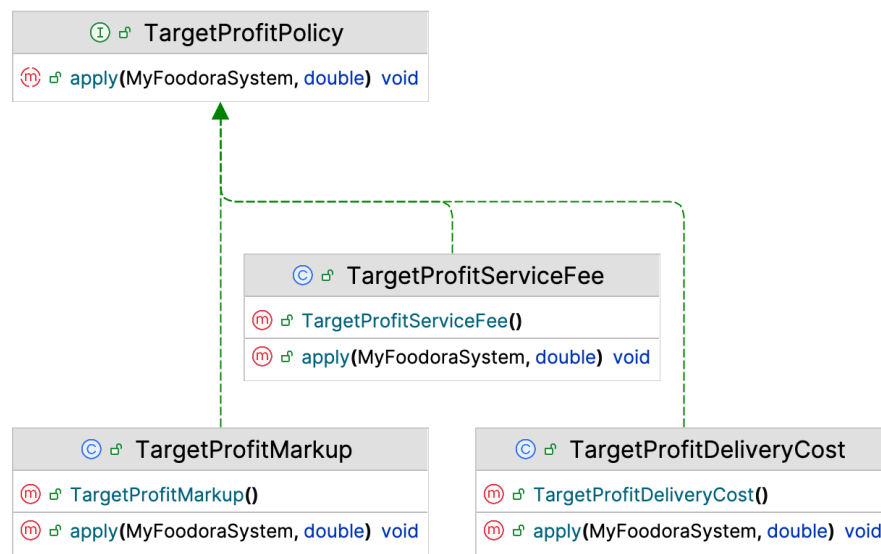 I TargetProfitPolicy
m apply(MyFoodoraSystem, double) void
C TargetProfitServiceFee
m TargetProfitServiceFee()
m apply(MyFoodoraSystem, double) void
C TargetProfitMarkup
m TargetProfitMarkup()
m apply(MyFoodoraSystem, double) void
C TargetProfitDeliveryCost
m TargetProfitDeliveryCost()
m apply(MyFoodoraSystem, double) void